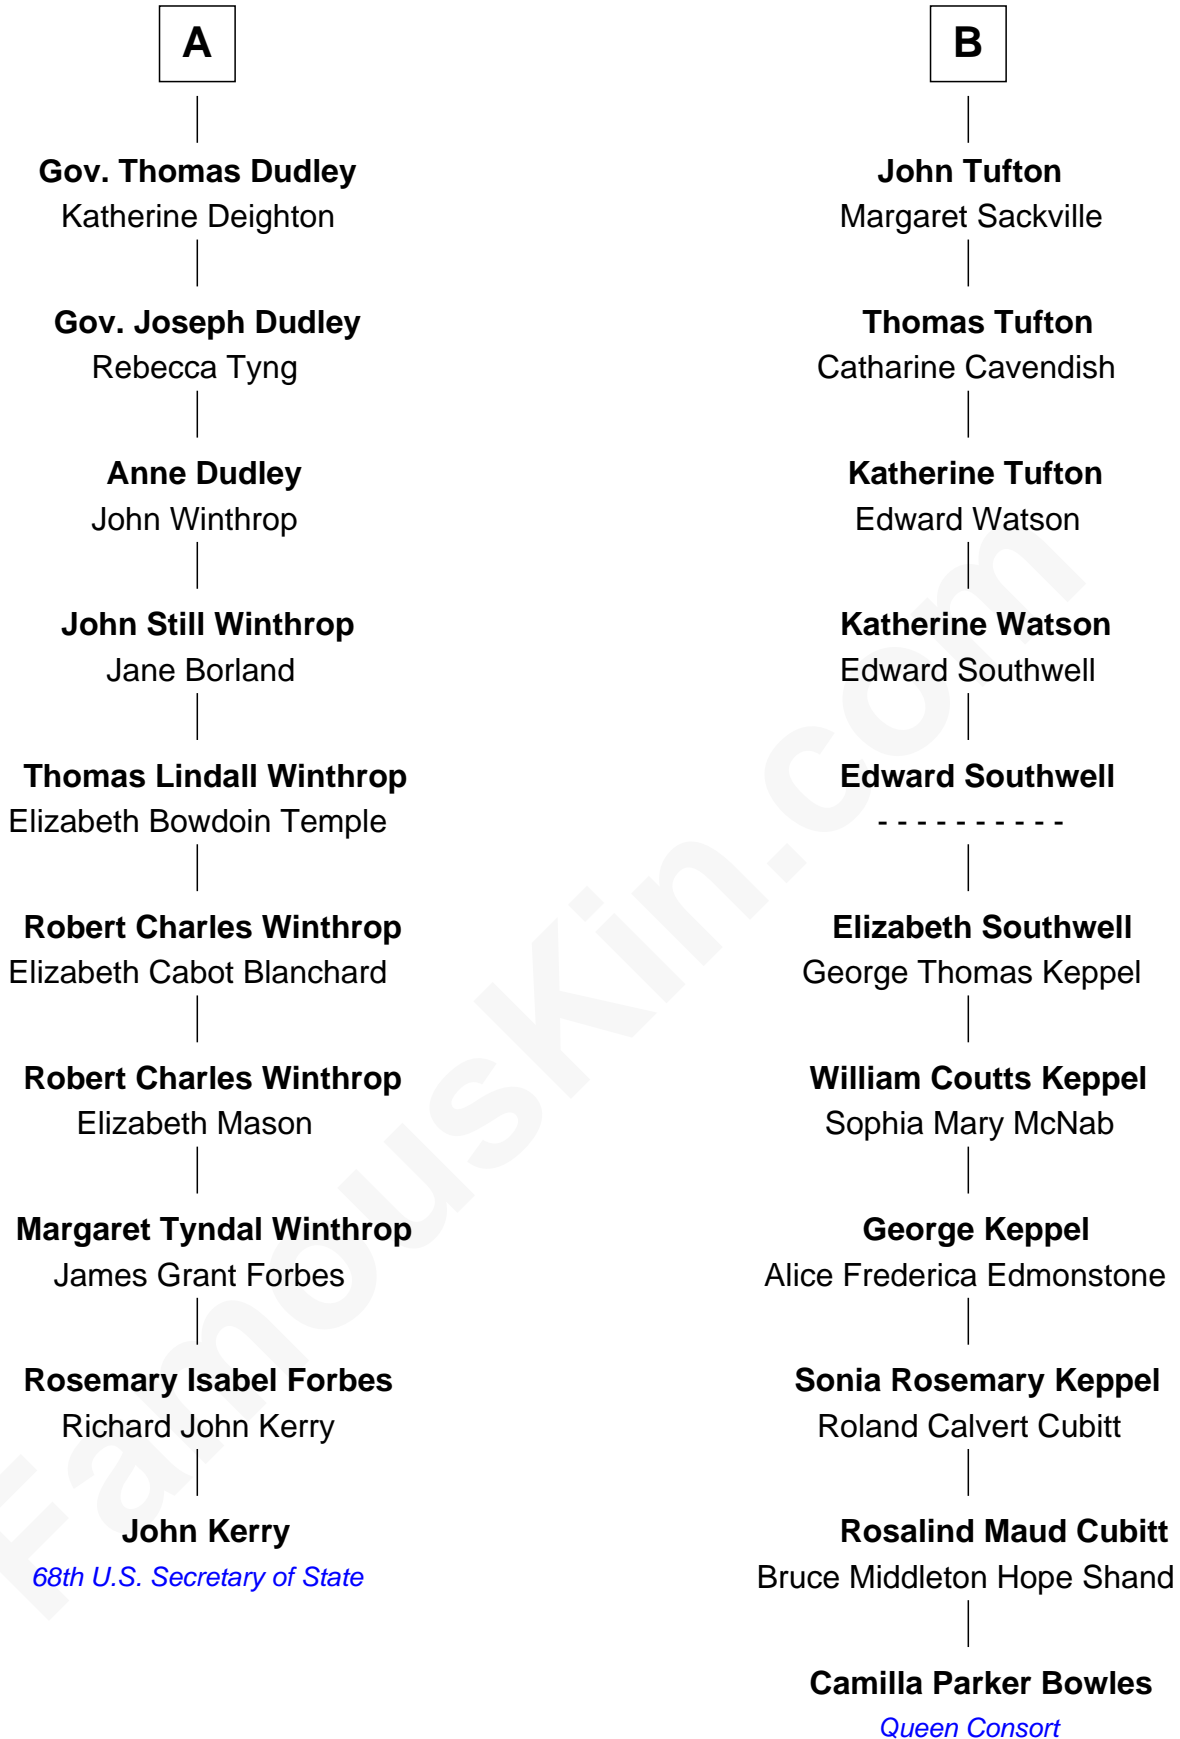 A
Gov. Thomas Dudley
Katherine Deighton
Gov. Joseph Dudley
Rebecca Tyng
Anne Dudley
John Winthrop
John Still Winthrop
Jane Borland
Thomas Lindall Winthrop
Elizabeth Bowdoin Temple
Robert Charles Winthrop
Elizabeth Cabot Blanchard
Robert Charles Winthrop
Elizabeth Mason
Margaret Tyndal Winthrop
James Grant Forbes
Rosemary Isabel Forbes
Richard John Kerry
John Kerry
68th U.S. Secretary of State
B
John Tufton
Margaret Sackville
Thomas Tufton
Catharine Cavendish
Katherine Tufton
Edward Watson
Katherine Watson
Edward Southwell
Edward Southwell
- - - - - - - - - -
Elizabeth Southwell
George Thomas Keppel
William Coutts Keppel
Sophia Mary McNab
George Keppel
Alice Frederica Edmonstone
Sonia Rosemary Keppel
Roland Calvert Cubitt
Rosalind Maud Cubitt
Bruce Middleton Hope Shand
Camilla Parker Bowles
Queen Consort
FamousKin.com